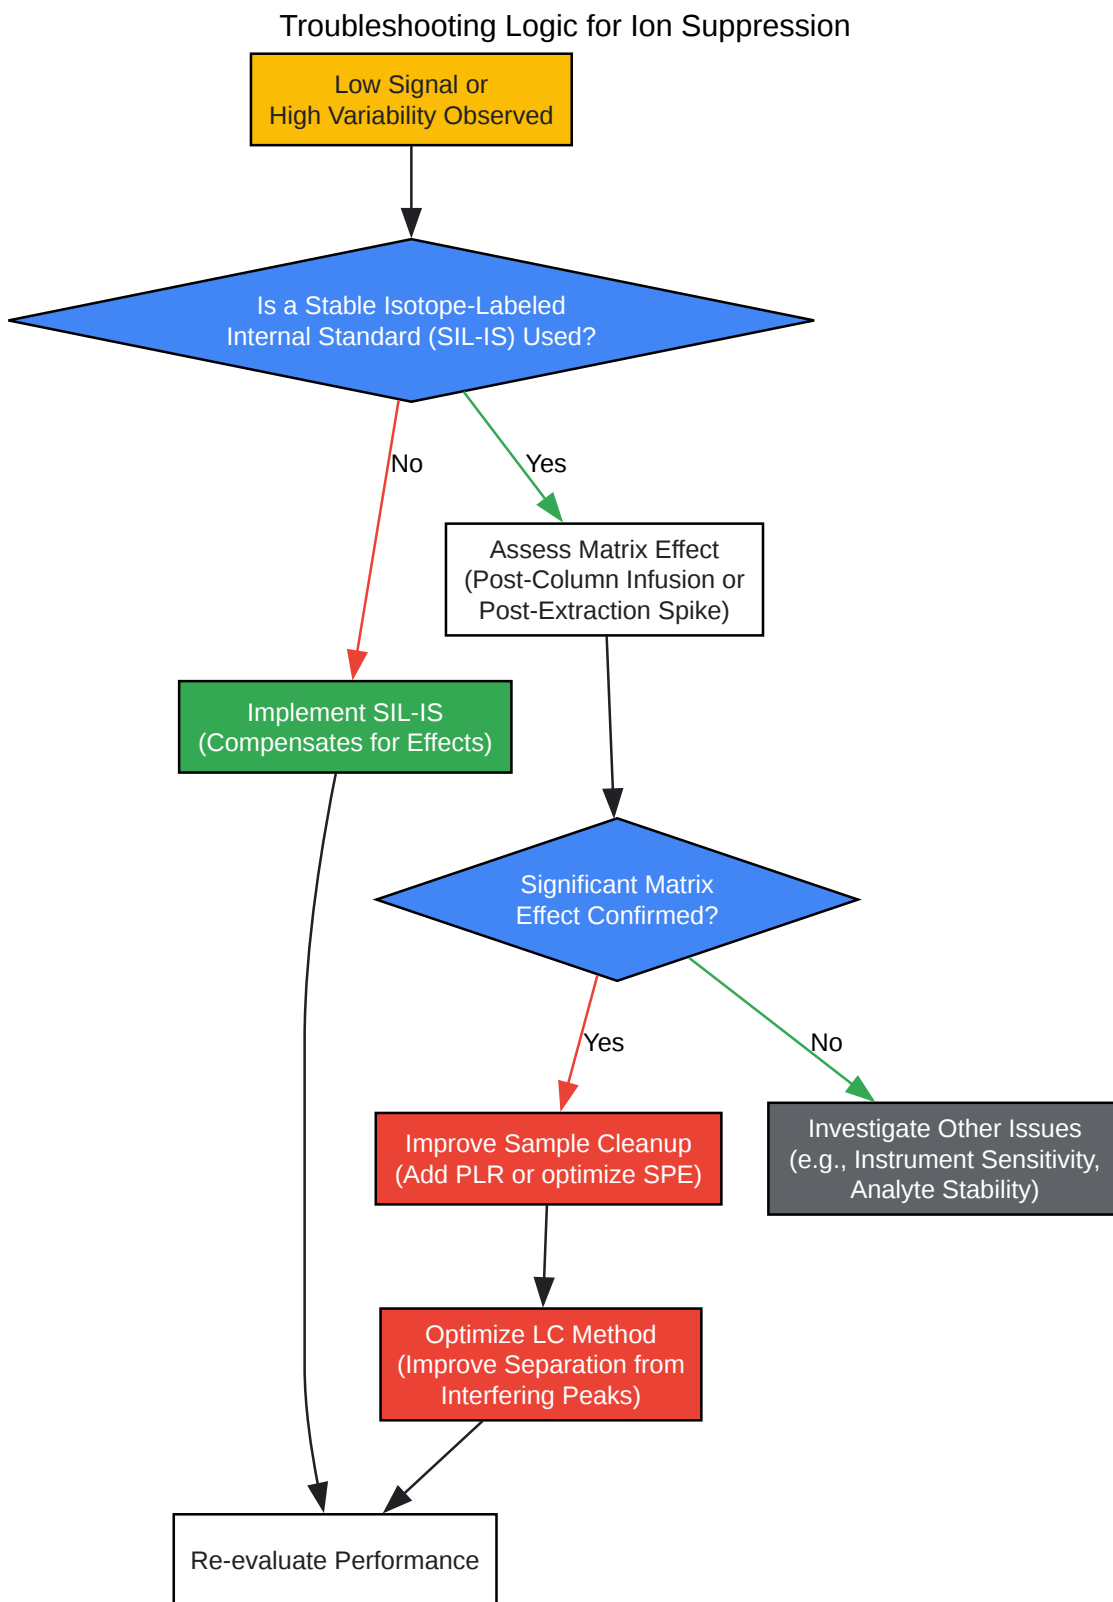 Troubleshooting Logic for Ion Suppression
Low Signal or
High Variability Observed
Is a Stable Isotope-Labeled
Internal Standard (SIL-IS) Used?
No
Yes
Assess Matrix Effect
(Post-Column Infusion or
Post-Extraction Spike)
Implement SIL-IS
(Compensates for Effects)
Significant Matrix
Effect Confirmed?
Yes
No
Improve Sample Cleanup
(Add PLR or optimize SPE)
Investigate Other Issues
(e.g., Instrument Sensitivity,
Analyte Stability)
Optimize LC Method
(Improve Separation from
Interfering Peaks)
Re-evaluate Performance